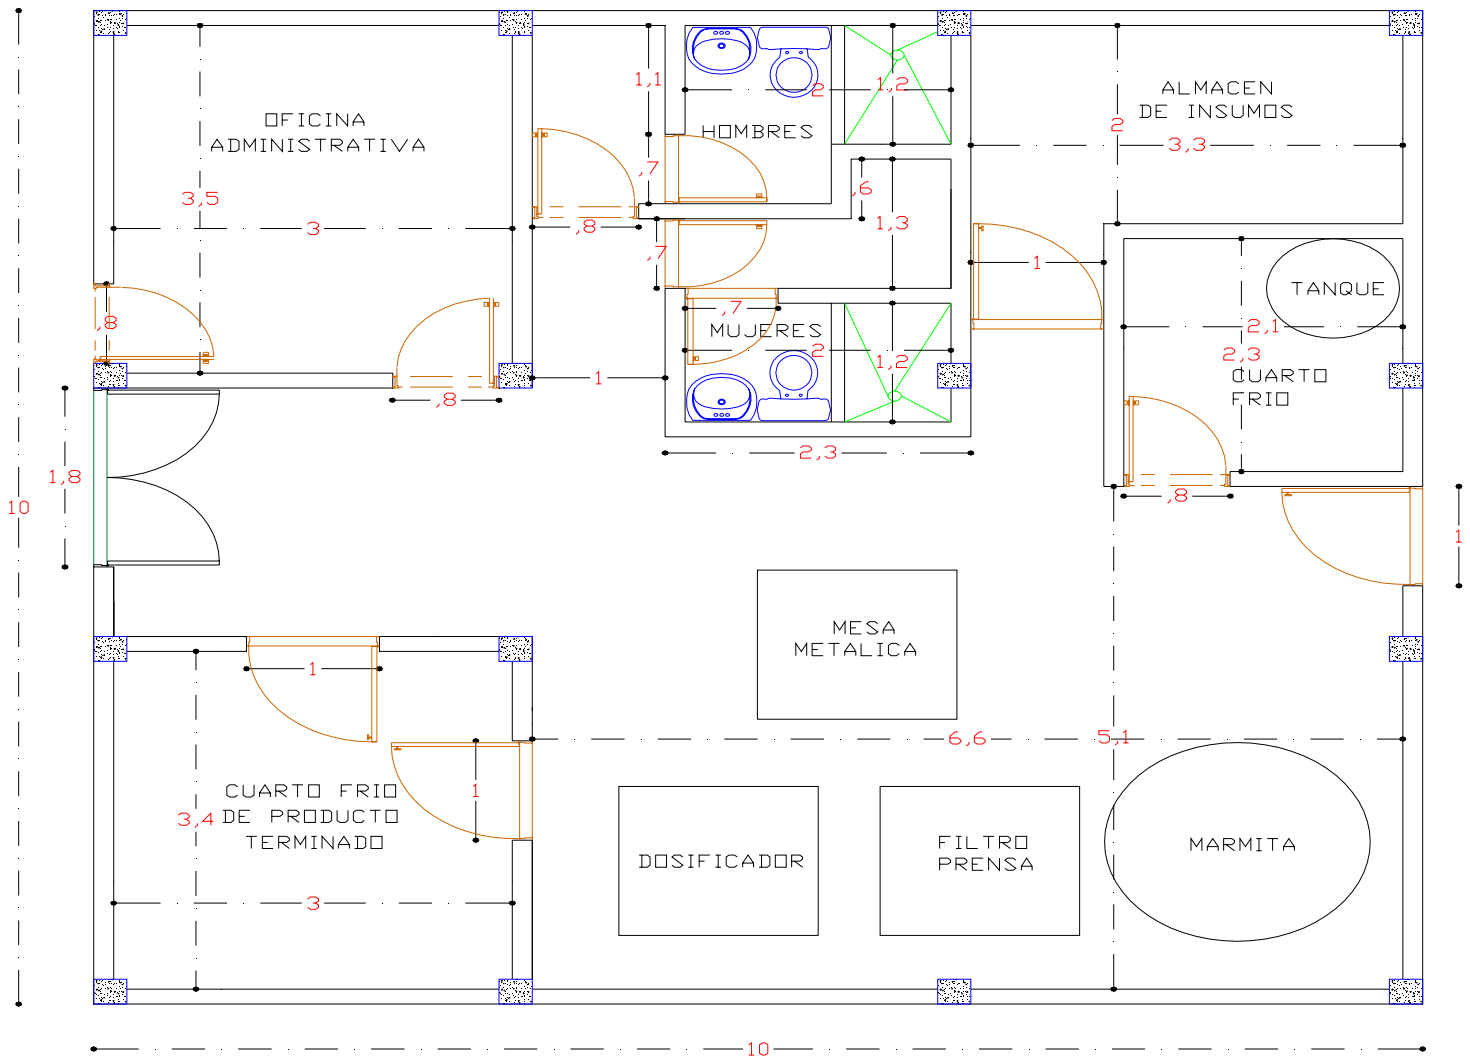 1,1
1,2
2
ALMACEN
DE INSUMOS
OFICINA
ADMINISTRATIVA
HOMBRES
2
3,3
,7
,6
3,5
3
,8
1,3
,7
1
TANQUE
,8
,7
MUJERES
2
1,2
2,1
2,3
CUARTO
FRIO
1
,8
2,3
1,8
10
,8
1
MESA
METALICA
1
6,6
5,1
CUARTO FRIO
DE PRODUCTO
TERMINADO
3,4
1
DOSIFICADOR
FILTRO
PRENSA
MARMITA
3
10